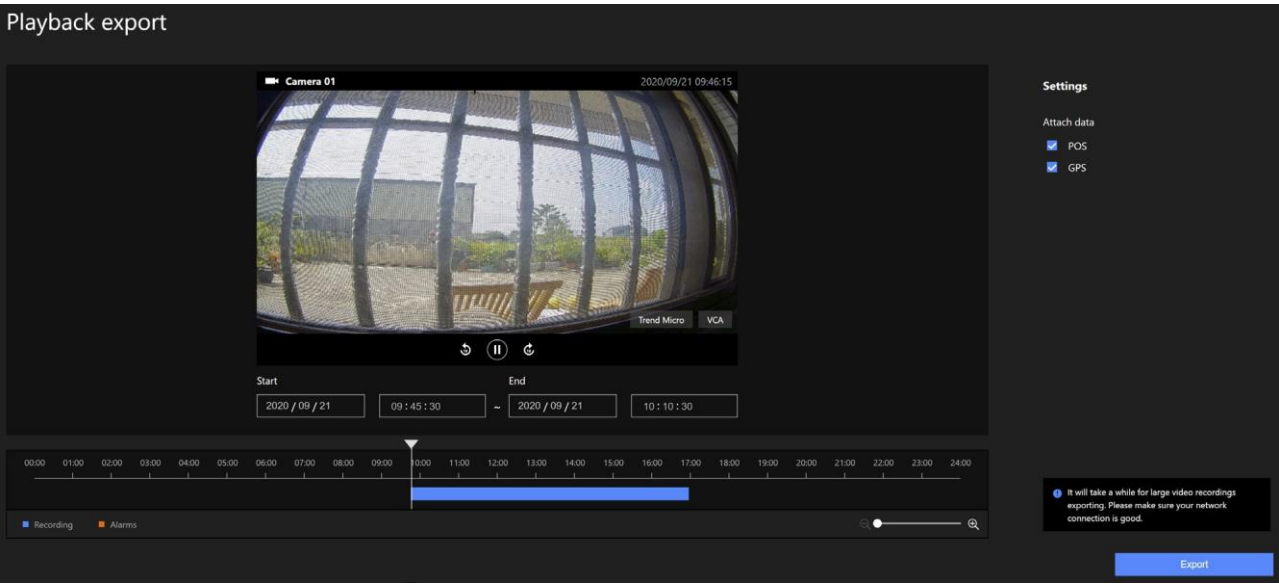 Playback export
Camera 01
2020/09/21 09:46:15
Settings
Attach data
POS
GPS
Trend Micro
VCA
Start
End
2020 / 09 / 21
09 : 45 : 30
~
2020 / 09 / 21
10 : 10 : 30
00:00 01:00 02:00 03:00 04:00 05:00 06:00 07:00 08:00 09:00 10:00 11:00 12:00 13:00 14:00 15:00 16:00 17:00 18:00 19:00 20:00 21:00 22:00 23:00 24:00
It will take a while for large video recordings
exporting. Please make sure your network
connection is good.
Recording
Alarms
Export